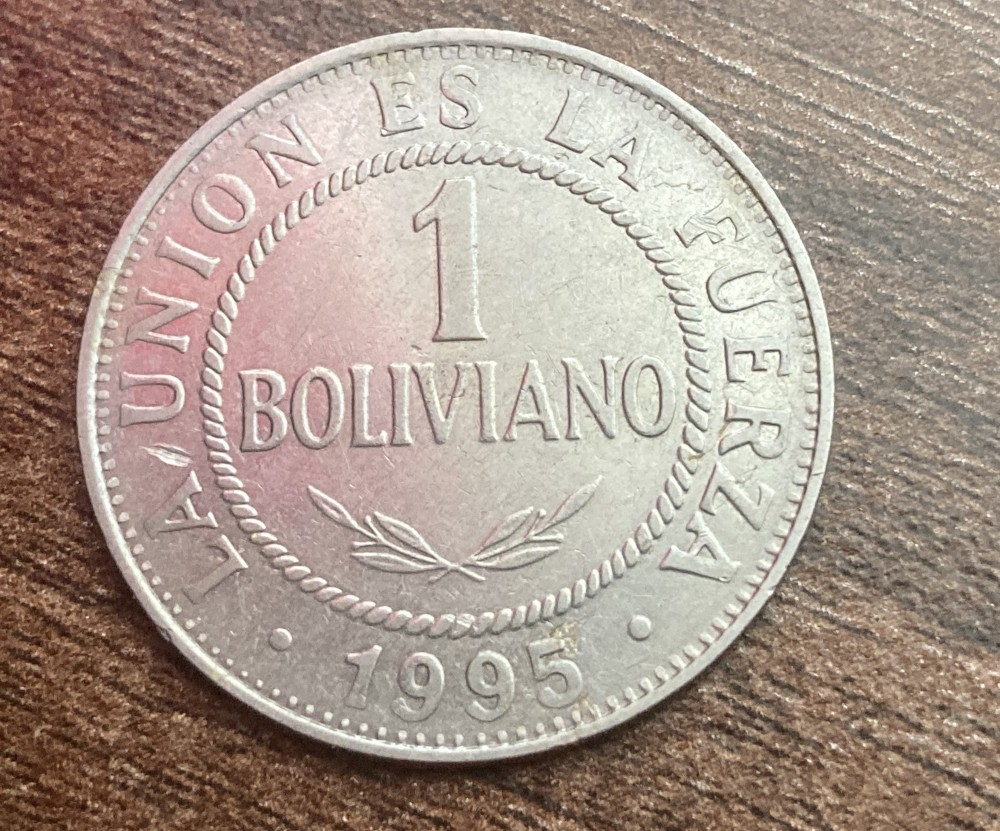 LA UNION ES LA FUERZA
1
BOLIVIANO
1995